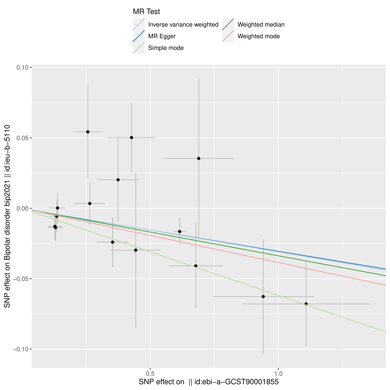 MR Test
Inverse variance weighted
Weighted median
MR Egger
Weighted mode
Simple mode
0.10
0.05
0.00
-0.05
-0.10
SNP effect on Bipolar disorder bip2021 || id:ieu-b-5110
0.5
1.0
SNP effect on || id:ebi-a-GCST90001855